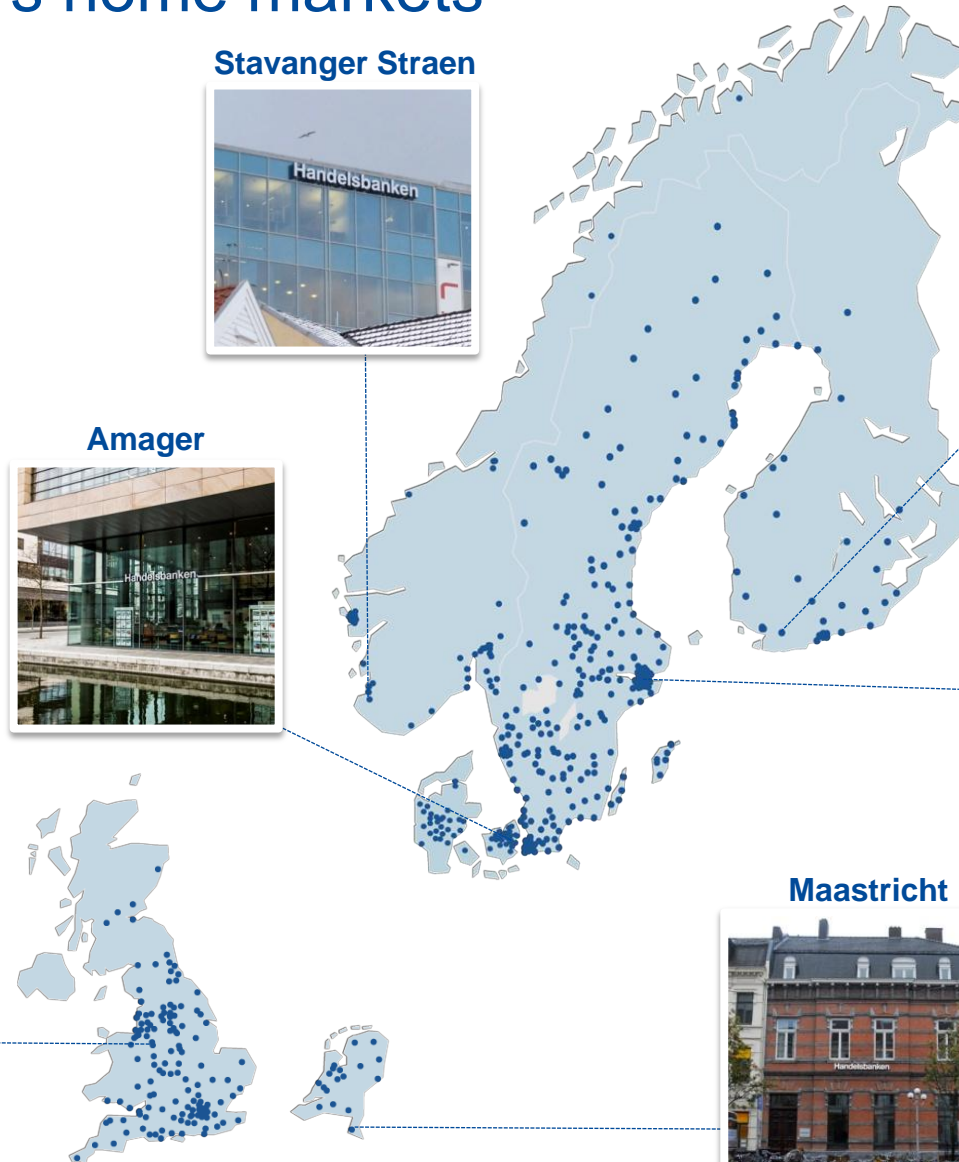 's home markets
Stavanger Straen
Handelsbanken
Amager
Handelsbanken
Maastricht
Handelsbanken